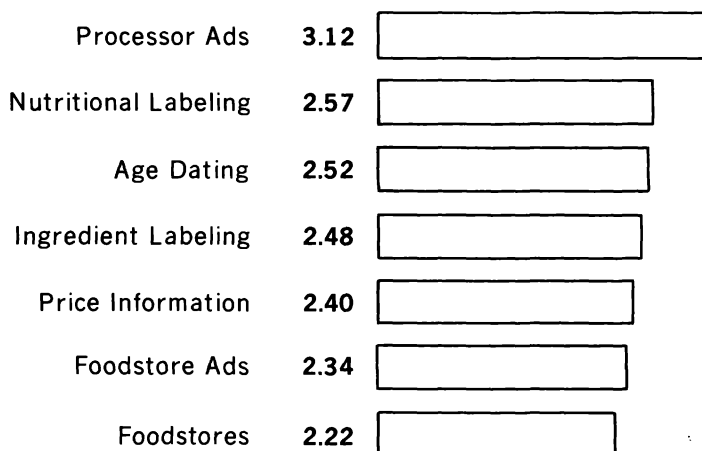 Processor Ads 3.12
Nutritional Labeling 2.57
Age Dating 2.52
Ingredient Labeling 2.48
Price Information 2.40
Foodstore Ads 2.34
Foodstores 2.22